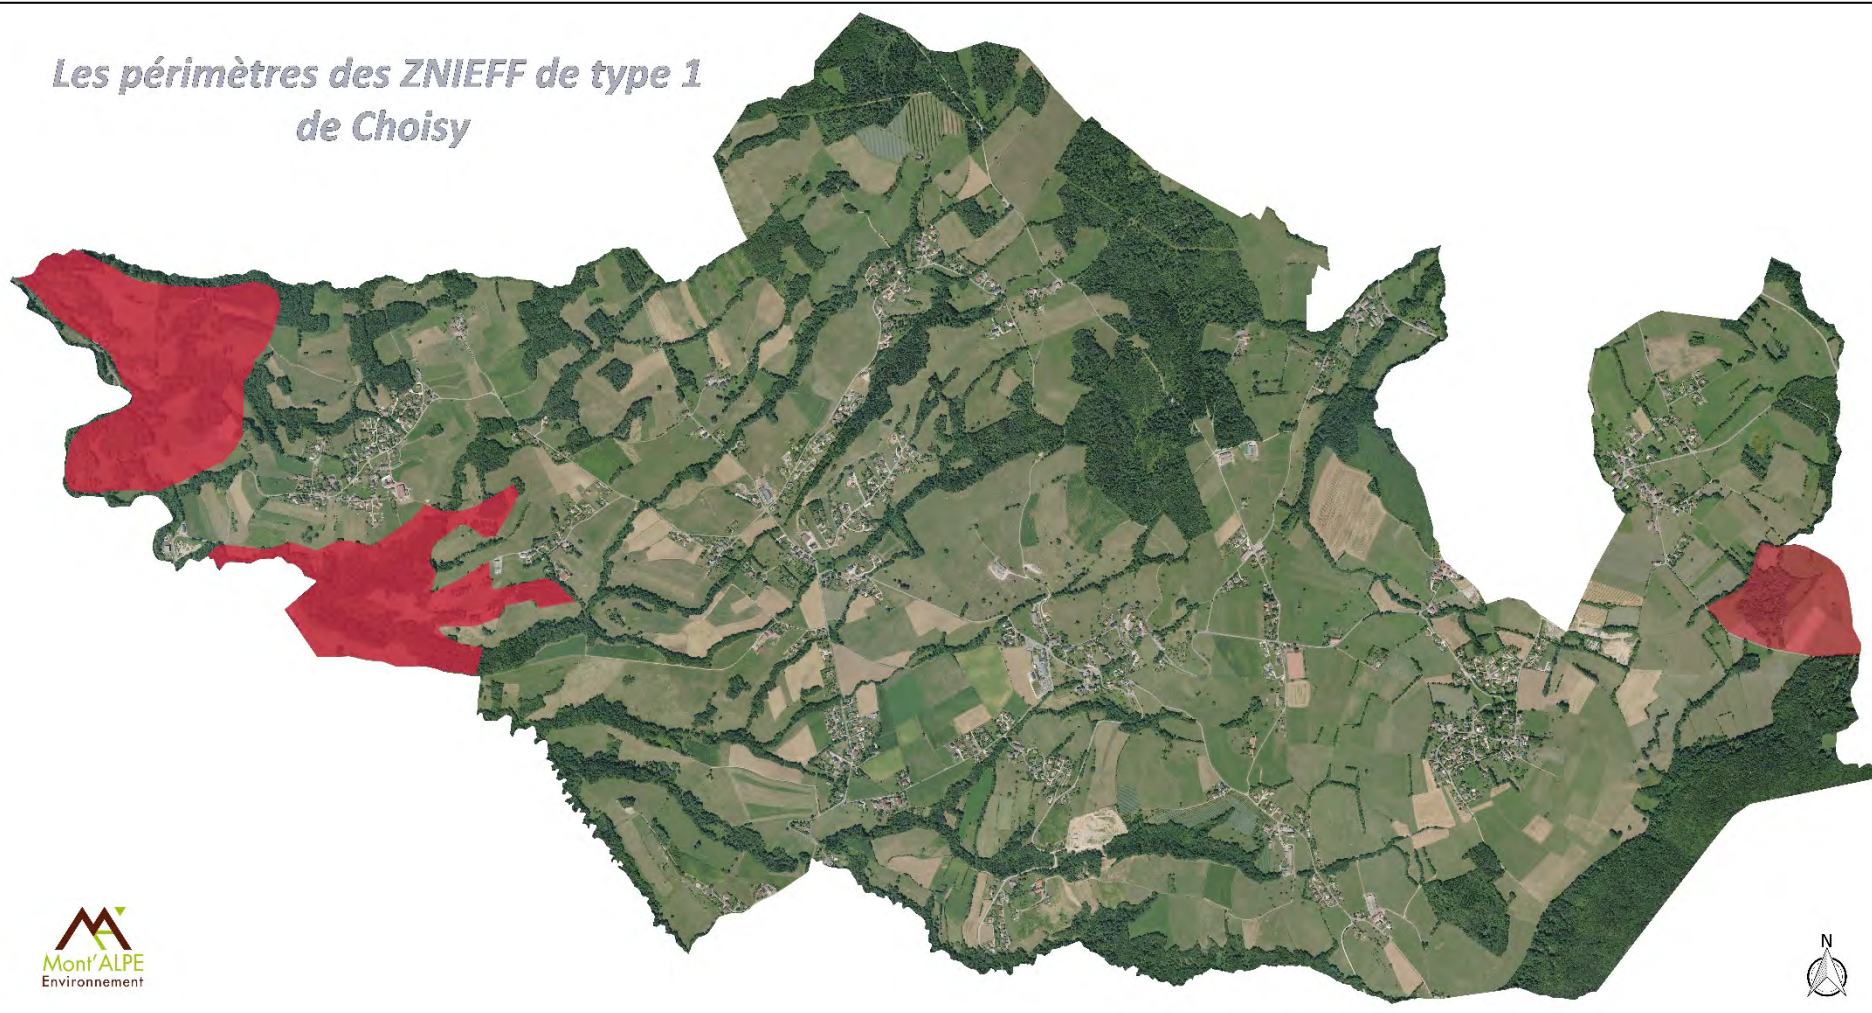 Les périmètres des ZNIEFF de type 1
de Choisy
Mont'ALPE
Environnement
N